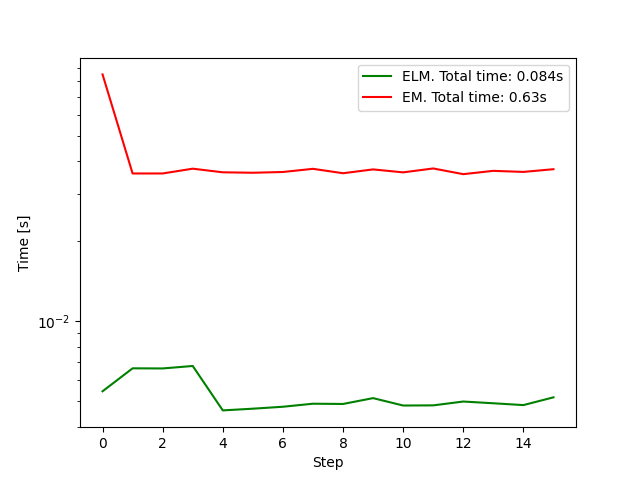 ELM. Total time: 0.084s
EM. Total time: 0.63s
Time [s]
10⁻²
0 2 4 6 8 10 12 14
Step